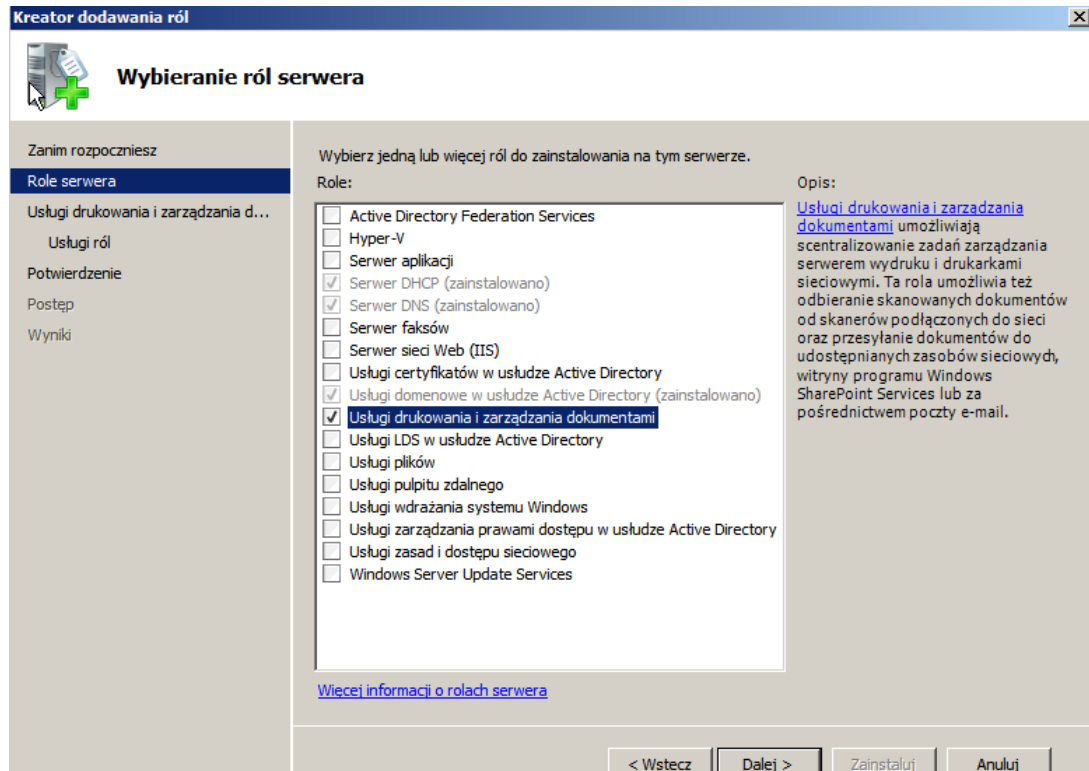 Kreator dodawania ról
Wybieranie ról serwera
Zanim rozpoczniesz
Role serwera
Usługi drukowania i zarządzania d...
Usługi ról
Potwierdzenie
Postęp
Wyniki
Wybierz jedną lub więcej ról do zainstalowania na tym serwerze.
Role:
Active Directory Federation Services
Hyper-V
Serwer aplikacji
Serwer DHCP (zainstalowano)
Serwer DNS (zainstalowano)
Serwer faksów
Serwer sieci Web (IIS)
Usługi certyfikatów w usłudze Active Directory
Usługi domenowe w usłudze Active Directory (zainstalowano)
Usługi drukowania i zarządzania dokumentami
Usługi LDS w usłudze Active Directory
Usługi plików
Usługi pulpitu zdalnego
Usługi wdrażania systemu Windows
Usługi zarządzania prawami dostępu w usłudze Active Directory
Usługi zasad i dostępu sieciowego
Windows Server Update Services
Więcej informacji o rolach serwera
Opis:
Usługi drukowania i zarządzania
dokumentami umożliwiają
scentralizowanie zadań zarządzania
serwerem wydruku i drukarkami
sieciowymi. Ta rola umożliwia też
odbieranie skanowanych dokumentów
od skanerów podłączonych do sieci
oraz przesyłanie dokumentów do
udostępnianych zasobów sieciowych,
witryny programu Windows
SharePoint Services lub za
pośrednictwem poczty e-mail.
< Wstecz
Dalej >
Zainstaluj
Anuluj